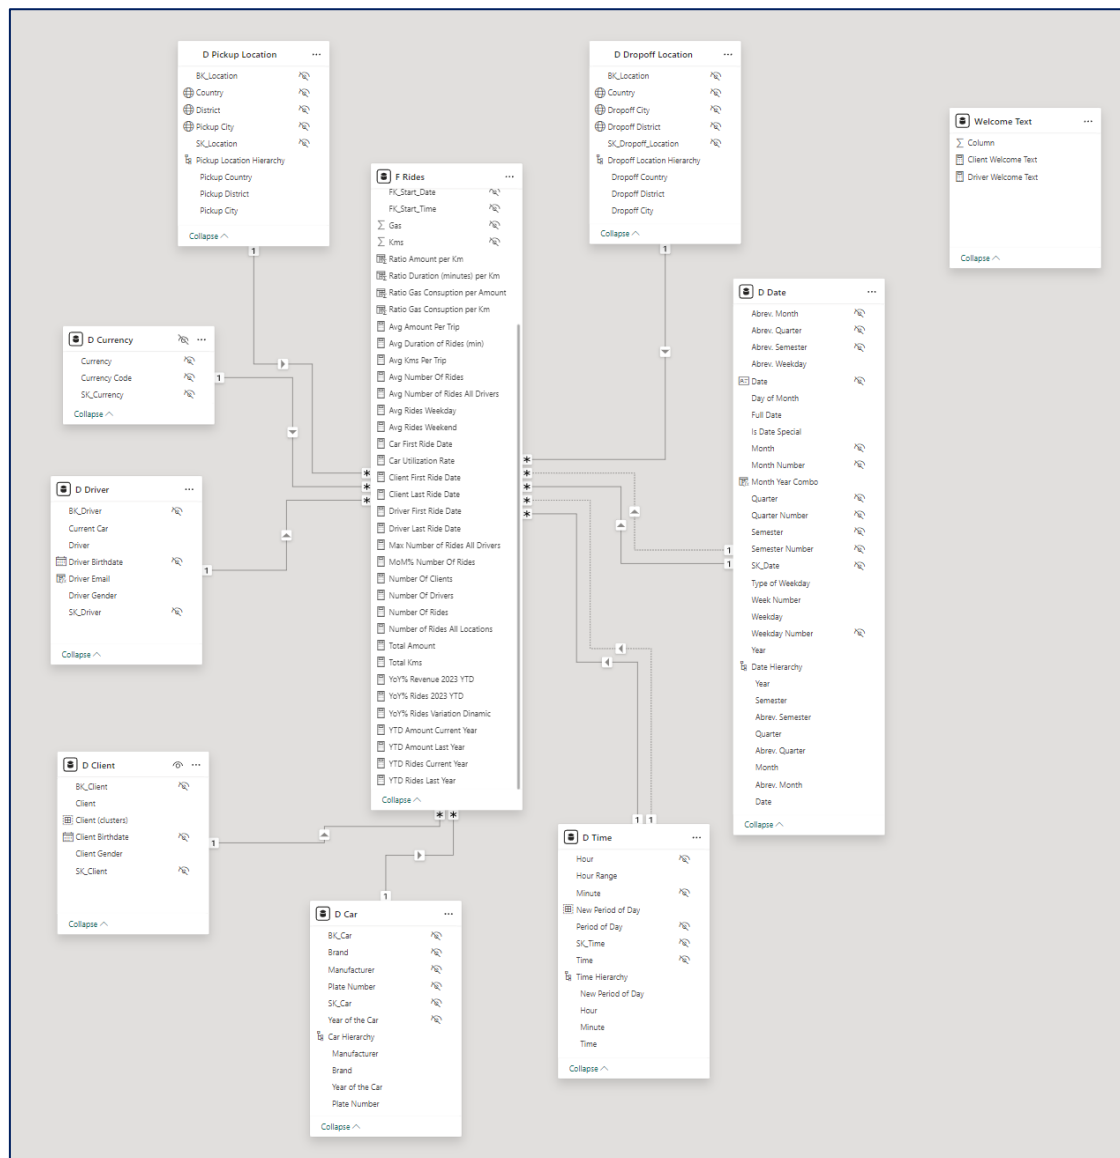 D Pickup Location
BK_Location
Country
District
Pickup City
SK_Location
Pickup Location Hierarchy
Pickup Country
Pickup District
Pickup City
Collapse
1
D Dropoff Location
BK_Location
Country
Dropoff City
Dropoff District
SK_Dropoff_Location
Dropoff Location Hierarchy
Dropoff Country
Dropoff District
Dropoff City
Collapse
1
Welcome Text
Column
Client Welcome Text
Driver Welcome Text
Collapse
F Rides
FK_Start_Date
FK_Start_Time
Gas
Kms
Ratio Amount per Km
Ratio Duration (minutes) per Km
Ratio Gas Consuption per Amount
Ratio Gas Consuption per Km
Avg Amount Per Trip
Avg Duration of Rides (min)
Avg Kms Per Trip
Avg Number Of Rides
Avg Number of Rides All Drivers
Avg Rides Weekday
Avg Rides Weekend
Car First Ride Date
Car Utilization Rate
Client First Ride Date
Client Last Ride Date
Driver First Ride Date
Driver Last Ride Date
Max Number of Rides All Drivers
MoM% Number Of Rides
Number Of Clients
Number Of Drivers
Number Of Rides
Number of Rides All Locations
Total Amount
Total Kms
YoY% Revenue 2023 YTD
YoY% Rides 2023 YTD
YoY% Rides Variation Dinamic
YTD Amount Current Year
YTD Amount Last Year
YTD Rides Current Year
YTD Rides Last Year
Collapse
D Currency
Currency
Currency Code
SK_Currency
Collapse
1
D Driver
BK_Driver
Current Car
Driver
Driver Birthdate
Driver Email
Driver Gender
SK_Driver
Collapse
1
D Date
Abrev. Month
Abrev. Quarter
Abrev. Semester
Abrev. Weekday
Date
Day of Month
Full Date
Is Date Special
Month
Month Number
Month Year Combo
Quarter
Quarter Number
Semester
Semester Number
SK_Date
Type of Weekday
Week Number
Weekday
Weekday Number
Year
Date Hierarchy
Year
Semester
Abrev. Semester
Quarter
Abrev. Quarter
Month
Abrev. Month
Date
Collapse
1
1
D Client
BK_Client
Client
Client (clusters)
Client Birthdate
Client Gender
SK_Client
Collapse
1
D Car
BK_Car
Brand
Manufacturer
Plate Number
SK_Car
Year of the Car
Car Hierarchy
Manufacturer
Brand
Year of the Car
Plate Number
Collapse
1
D Time
Hour
Hour Range
Minute
New Period of Day
Period of Day
SK_Time
Time
Time Hierarchy
New Period of Day
Hour
Minute
Time
Collapse
1 1